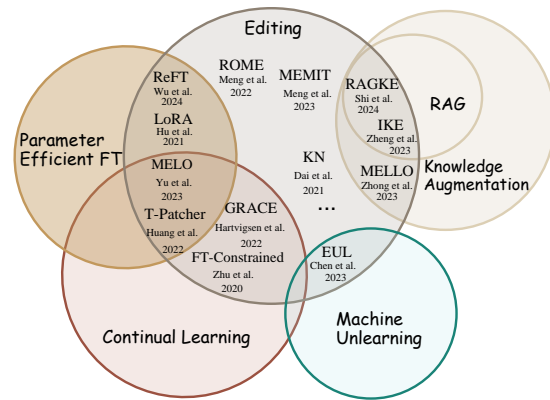 Editing
ROME
Meng et al.
2022
MEMIT
Meng et al.
2023
ReFT
Wu et al.
2024
LoRA
Hu et al.
2021
Parameter
Efficient FT
MELO
Yu et al.
2023
T-Patcher
Huang et al.
2022
GRACE
Hartvigsen et al.
2022
FT-Constrained
Zhu et al.
2020
KN
Dai et al.
2021
...
RAGKE
Shi et al.
2024
IKE
Zheng et al.
2023
MELLO
Zhong et al.
2023
RAG
Knowledge
Augmentation
EUL
Chen et al.
2023
Continual Learning
Machine
Unlearning